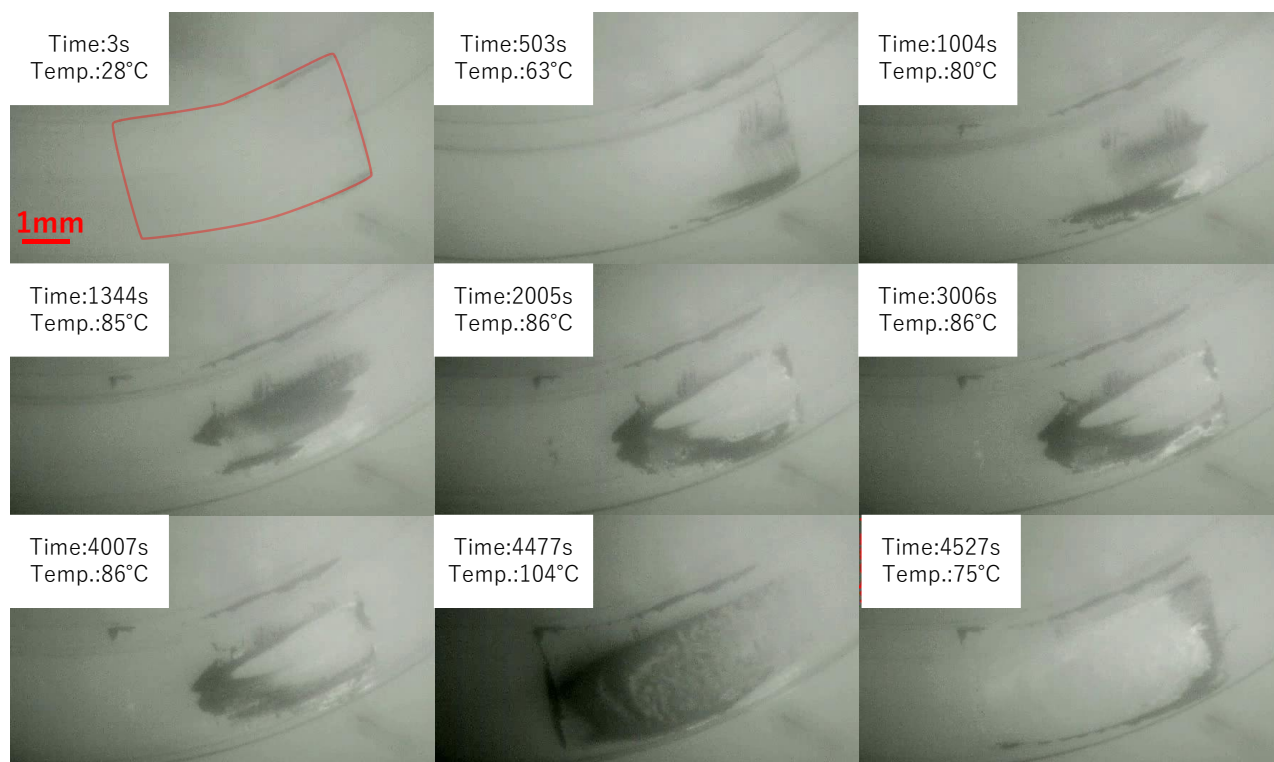 Time:3s
Temp.:28°C
Time:503s
Temp.:63°C
Time:1004s
Temp.:80°C
1mm
Time:1344s
Temp.:85°C
Time:2005s
Temp.:86°C
Time:3006s
Temp.:86°C
Time:4007s
Temp.:86°C
Time:4477s
Temp.:104°C
Time:4527s
Temp.:75°C